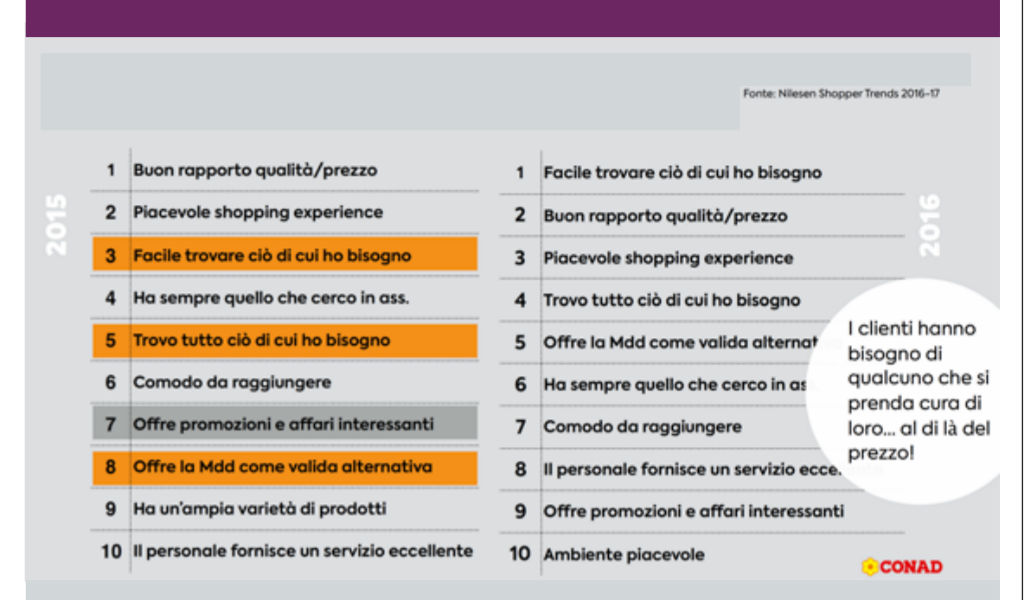 Fonte: Nilesen Shopper Trends 2016-17
2015
1 Buon rapporto qualità/prezzo
2 Piacevole shopping experience
3 Facile trovare ciò di cui ho bisogno
4 Ha sempre quello che cerco in ass.
5 Trovo tutto ciò di cui ho bisogno
6 Comodo da raggiungere
7 Offre promozioni e affari interessanti
8 Offre la Mdd come valida alternativa
9 Ha un'ampia varietà di prodotti
10 Il personale fornisce un servizio eccellente
2016
1 Facile trovare ciò di cui ho bisogno
2 Buon rapporto qualità/prezzo
3 Piacevole shopping experience
4 Trovo tutto ciò di cui ho bisogno
5 Offre la Mdd come valida
6 Ha sempre quello che cerco in
7 Comodo da raggiungere
8 Il personale fornisce un servizio
9 Offre promozioni e affari interessanti
10 Ambiente piacevole
I clienti hanno
bisogno di
qualcuno che si
prenda cura di
loro... al di là del
prezzo!
CONAD